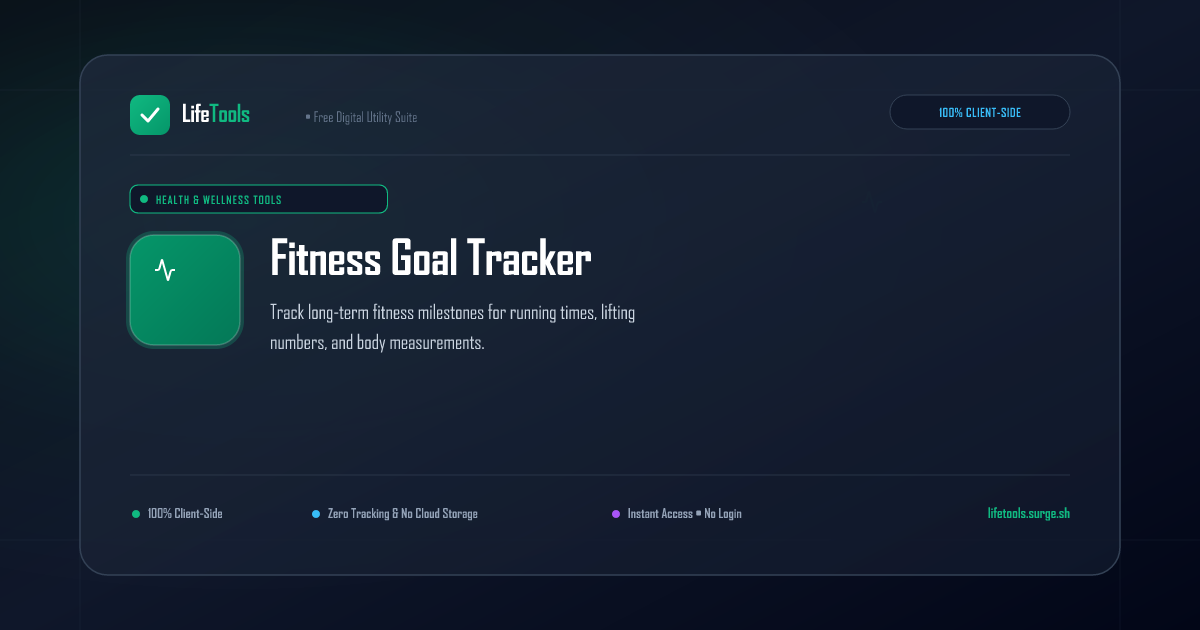 LifeTools
▪ Free Digital Utility Suite
100% CLIENT-SIDE
HEALTH & WELLNESS TOOLS
Fitness Goal Tracker
Track long-term fitness milestones for running times, lifting
numbers, and body measurements.
100% Client-Side
Zero Tracking & No Cloud Storage
Instant Access ▪ No Login
lifetools.surge.sh